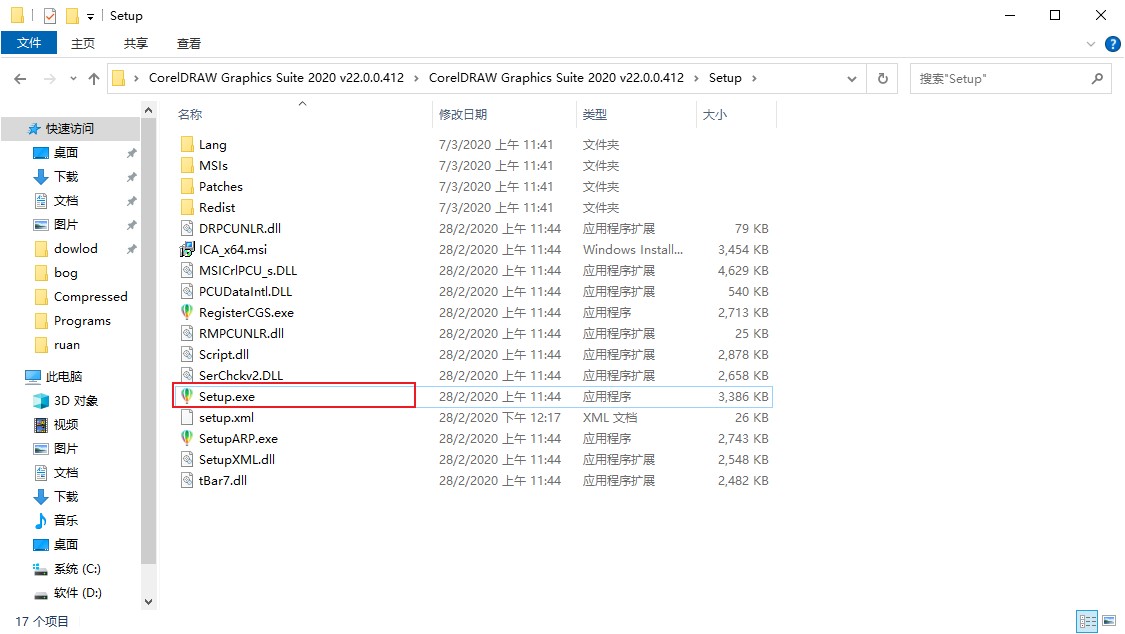 Setup
文件 主页 共享 查看
CorelDRAW Graphics Suite 2020 v22.0.0.412 CorelDRAW Graphics Suite 2020 v22.0.0.412 Setup 搜索"Setup"
快速访问
桌面
下载
文档
图片
dowlod
bog
Compressed
Programs
ruan
此电脑
3D 对象
视频
图片
文档
下载
音乐
桌面
系统 (C:)
软件 (D:)
名称 修改日期 类型 大小
Lang 7/3/2020 上午 11:41 文件夹
MSIs 7/3/2020 上午 11:41 文件夹
Patches 7/3/2020 上午 11:41 文件夹
Redist 7/3/2020 上午 11:41 文件夹
DRPCUNLR.dll 28/2/2020 上午 11:44 应用程序扩展 79 KB
ICA_x64.msi 28/2/2020 上午 11:44 Windows Install... 3,454 KB
MSICrlPCU_s.DLL 28/2/2020 上午 11:44 应用程序扩展 4,629 KB
PCUDataIntl.DLL 28/2/2020 上午 11:44 应用程序扩展 540 KB
RegisterCGS.exe 28/2/2020 上午 11:44 应用程序 2,713 KB
RMPCUNLR.dll 28/2/2020 上午 11:44 应用程序扩展 25 KB
Script.dll 28/2/2020 上午 11:44 应用程序扩展 2,878 KB
SerChckv2.DLL 28/2/2020 上午 11:44 应用程序扩展 2,658 KB
Setup.exe 28/2/2020 上午 11:44 应用程序 3,386 KB
setup.xml 28/2/2020 下午 12:17 XML 文档 26 KB
SetupARP.exe 28/2/2020 上午 11:44 应用程序 2,743 KB
SetupXML.dll 28/2/2020 上午 11:44 应用程序扩展 2,548 KB
tBar7.dll 28/2/2020 上午 11:44 应用程序扩展 2,482 KB
17 个项目